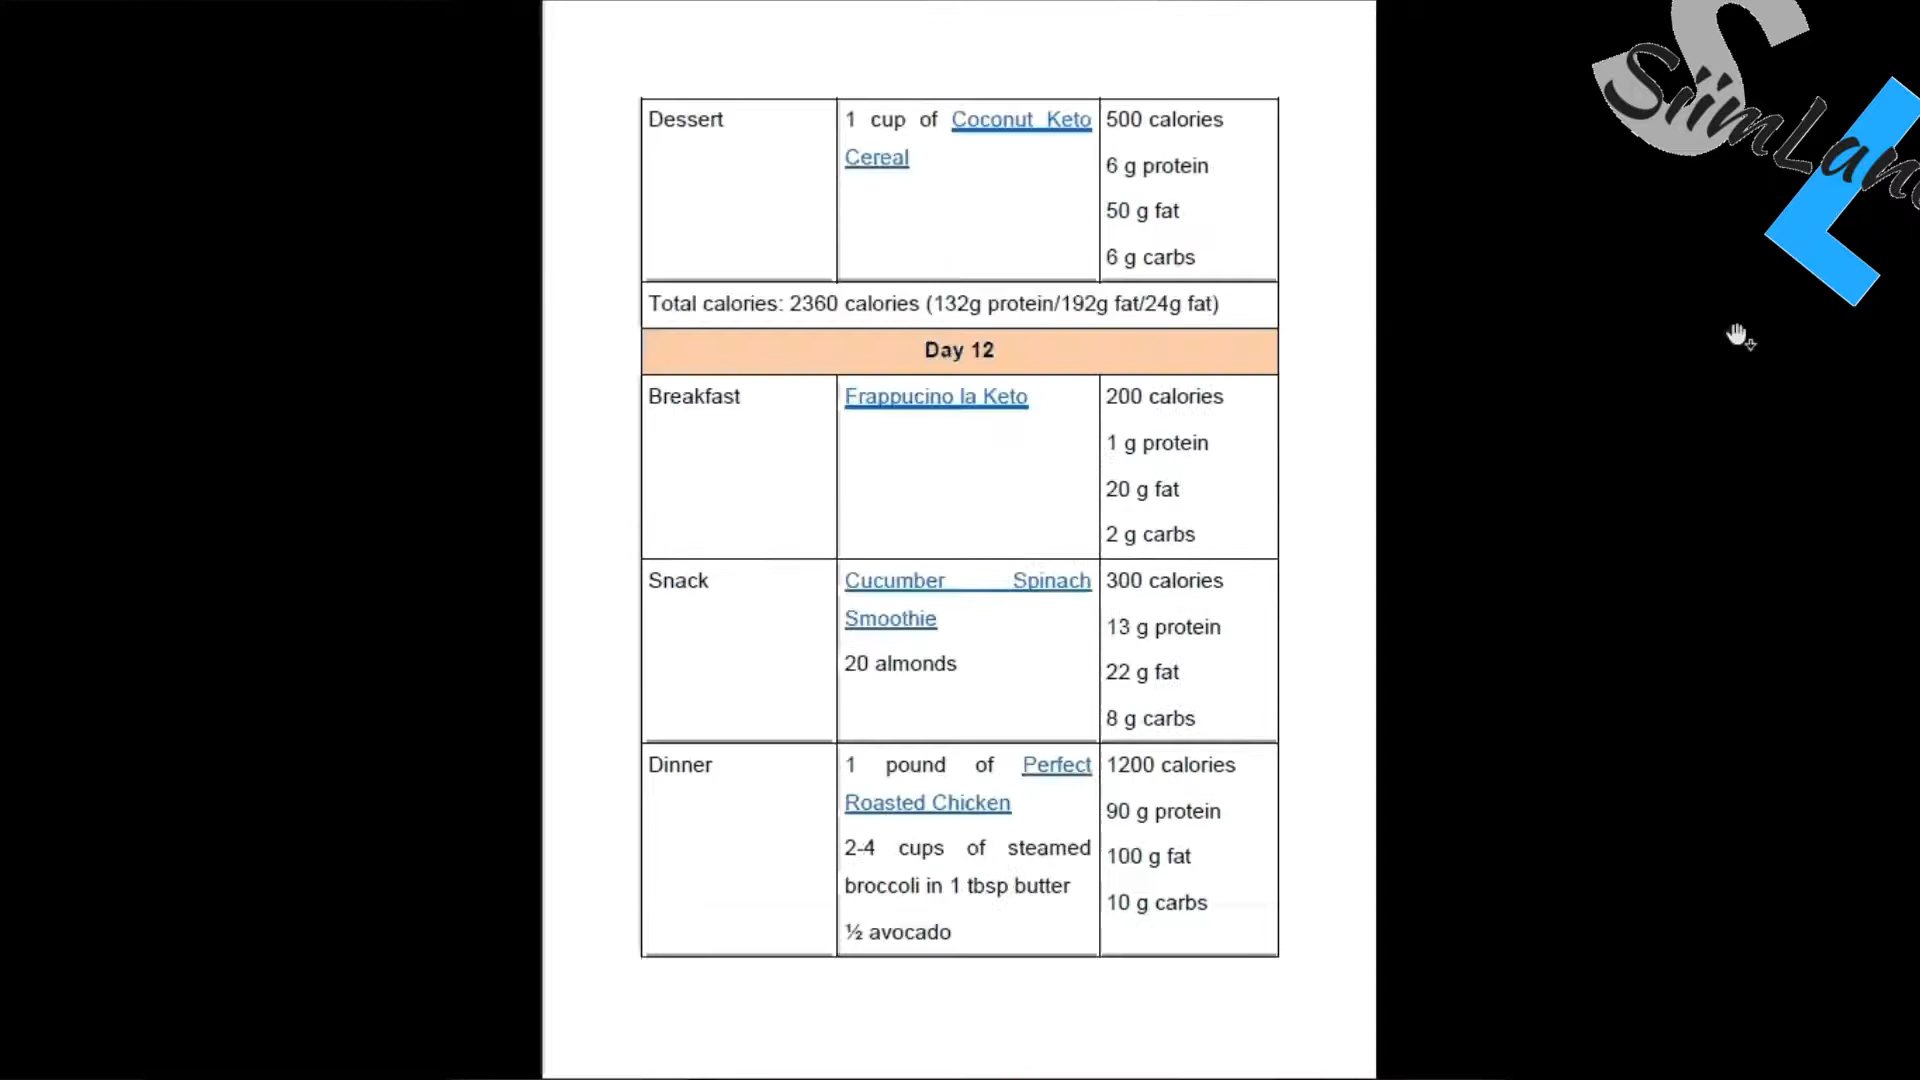 Dessert
1 cup of Coconut Keto
Cereal
500 calories
6 g protein
50 g fat
6 g carbs
Total calories: 2360 calories (132g protein/192g fat/24g fat)
Day 12
Breakfast
Frappucino la Keto
200 calories
1 g protein
20 g fat
2 g carbs
Snack
Cucumber Spinach
Smoothie
20 almonds
300 calories
13 g protein
22 g fat
8 g carbs
Dinner
1 pound of Perfect
Roasted Chicken
2-4 cups of steamed
broccoli in 1 tbsp butter
½ avocado
1200 calories
90 g protein
100 g fat
10 g carbs
S
L
SiimLan